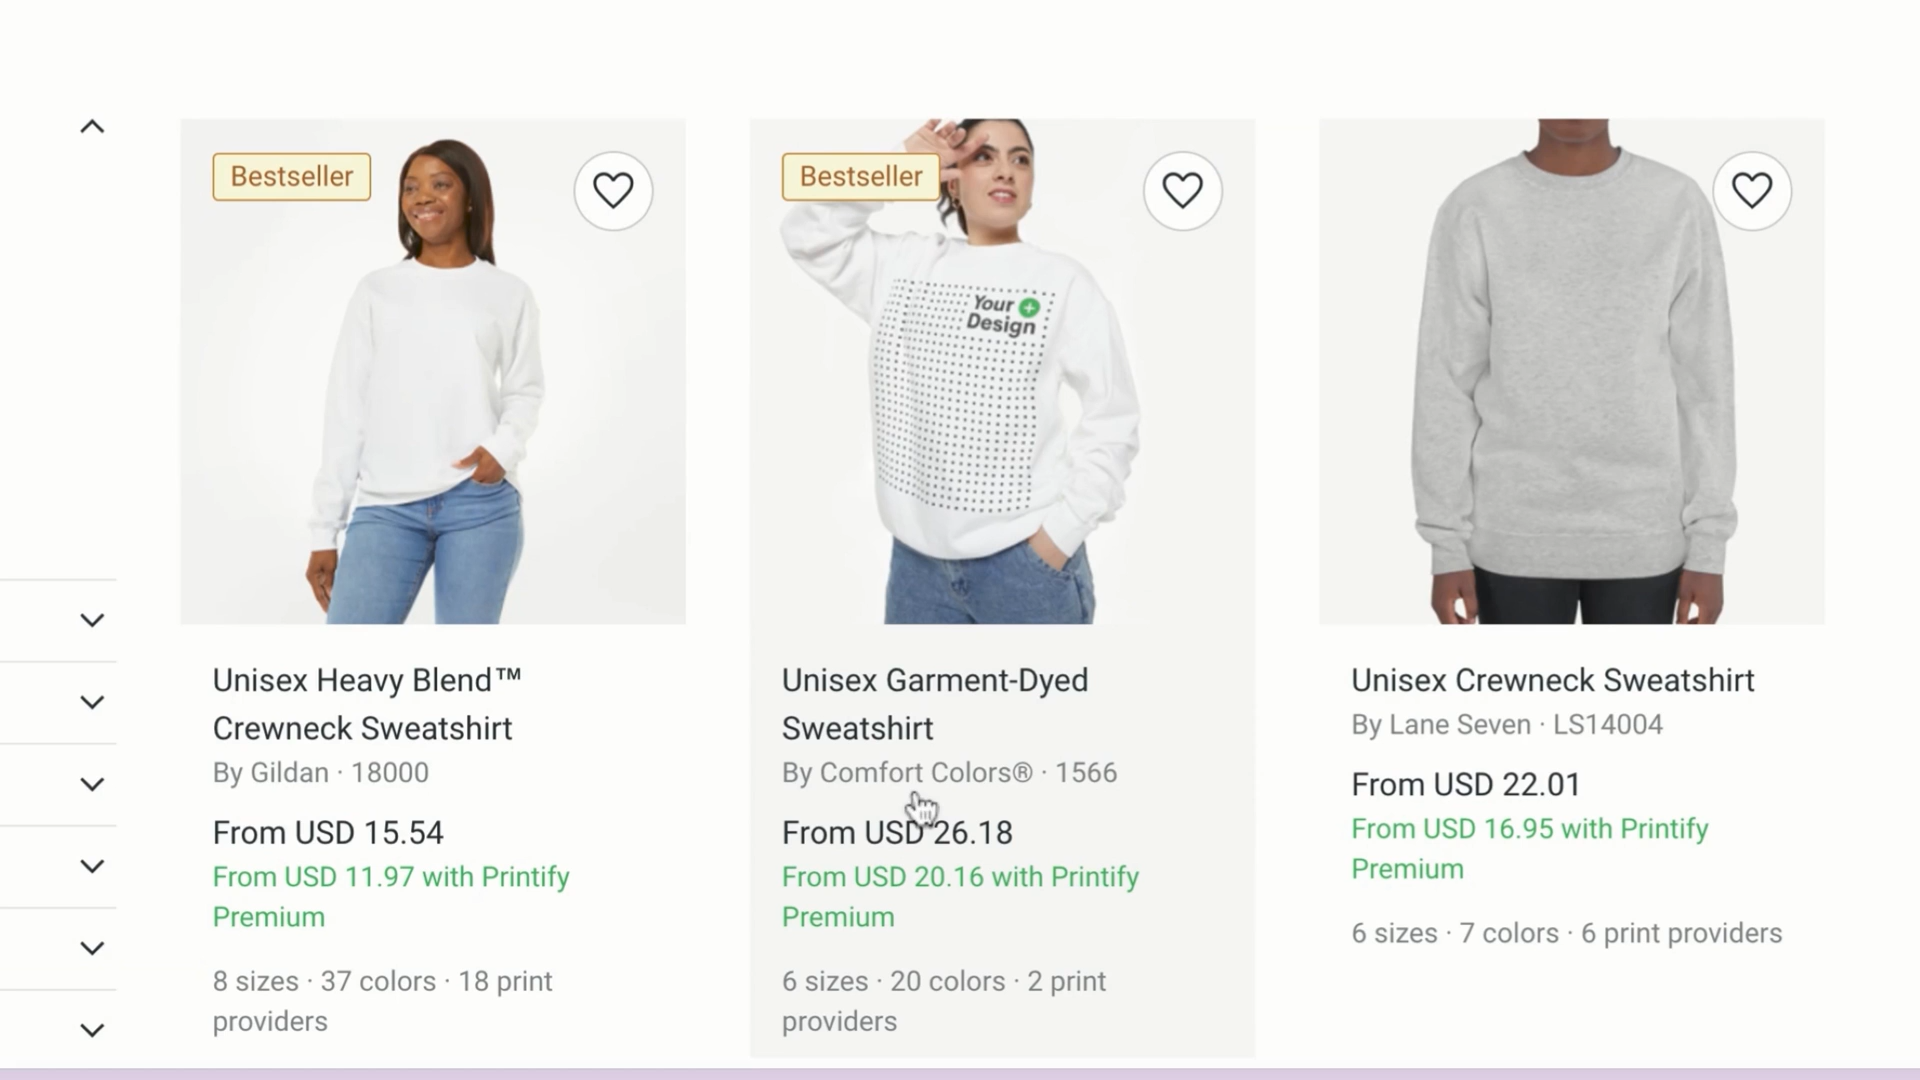 Bestseller
Unisex Heavy Blend™
Crewneck Sweatshirt
By Gildan · 18000
From USD 15.54
From USD 11.97 with Printify
Premium
8 sizes · 37 colors · 18 print
providers
Bestseller
Your
Design
Unisex Garment-Dyed
Sweatshirt
By Comfort Colors® · 1566
From USD 26.18
From USD 20.16 with Printify
Premium
6 sizes · 20 colors · 2 print
providers
Unisex Crewneck Sweatshirt
By Lane Seven · LS14004
From USD 22.01
From USD 16.95 with Printify
Premium
6 sizes · 7 colors · 6 print providers